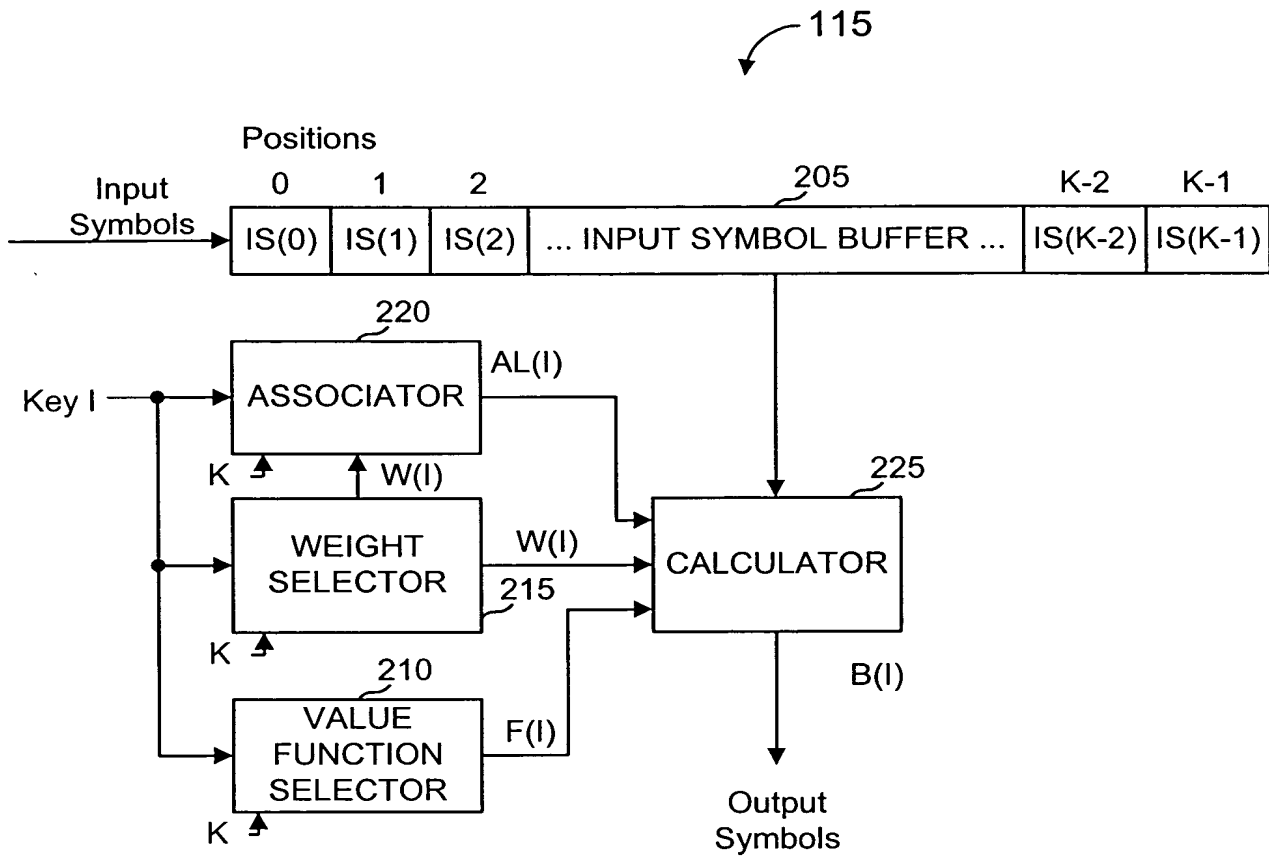 115
Positions
Input
Symbols
0 1 2 205 K-2 K-1
IS(0) IS(1) IS(2) ... INPUT SYMBOL BUFFER ... IS(K-2) IS(K-1)
220
AL(I)
Key I
ASSOCIATOR
K
W(I)
225
WEIGHT
SELECTOR
W(I)
215
CALCULATOR
K
210
B(I)
VALUE
FUNCTION
SELECTOR
F(I)
K
Output
Symbols